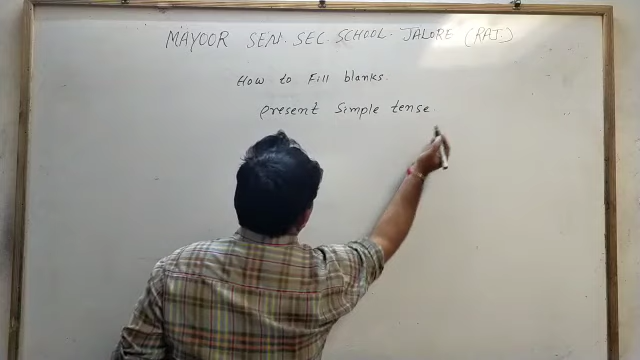 MAYOOR SEN. SEC. SCHOOL. JALORE (RAJ.)
How to Fill blanks.
present Simple tense.